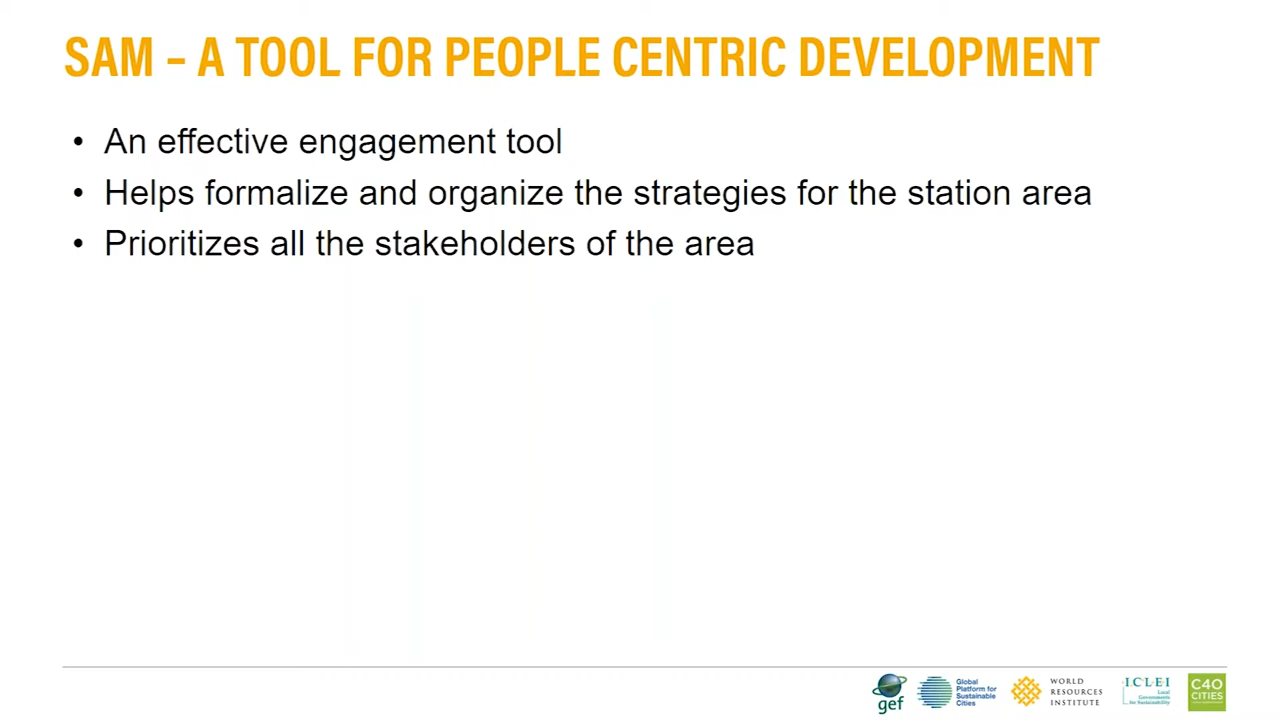 SAM – A TOOL FOR PEOPLE CENTRIC DEVELOPMENT
• An effective engagement tool
• Helps formalize and organize the strategies for the station area
• Prioritizes all the stakeholders of the area
gef
Global
Platform for
Sustainable
Cities
WORLD
RESOURCES
INSTITUTE
I.C.L.E.I
Local
Governments
for Sustainability
C40
CITIES